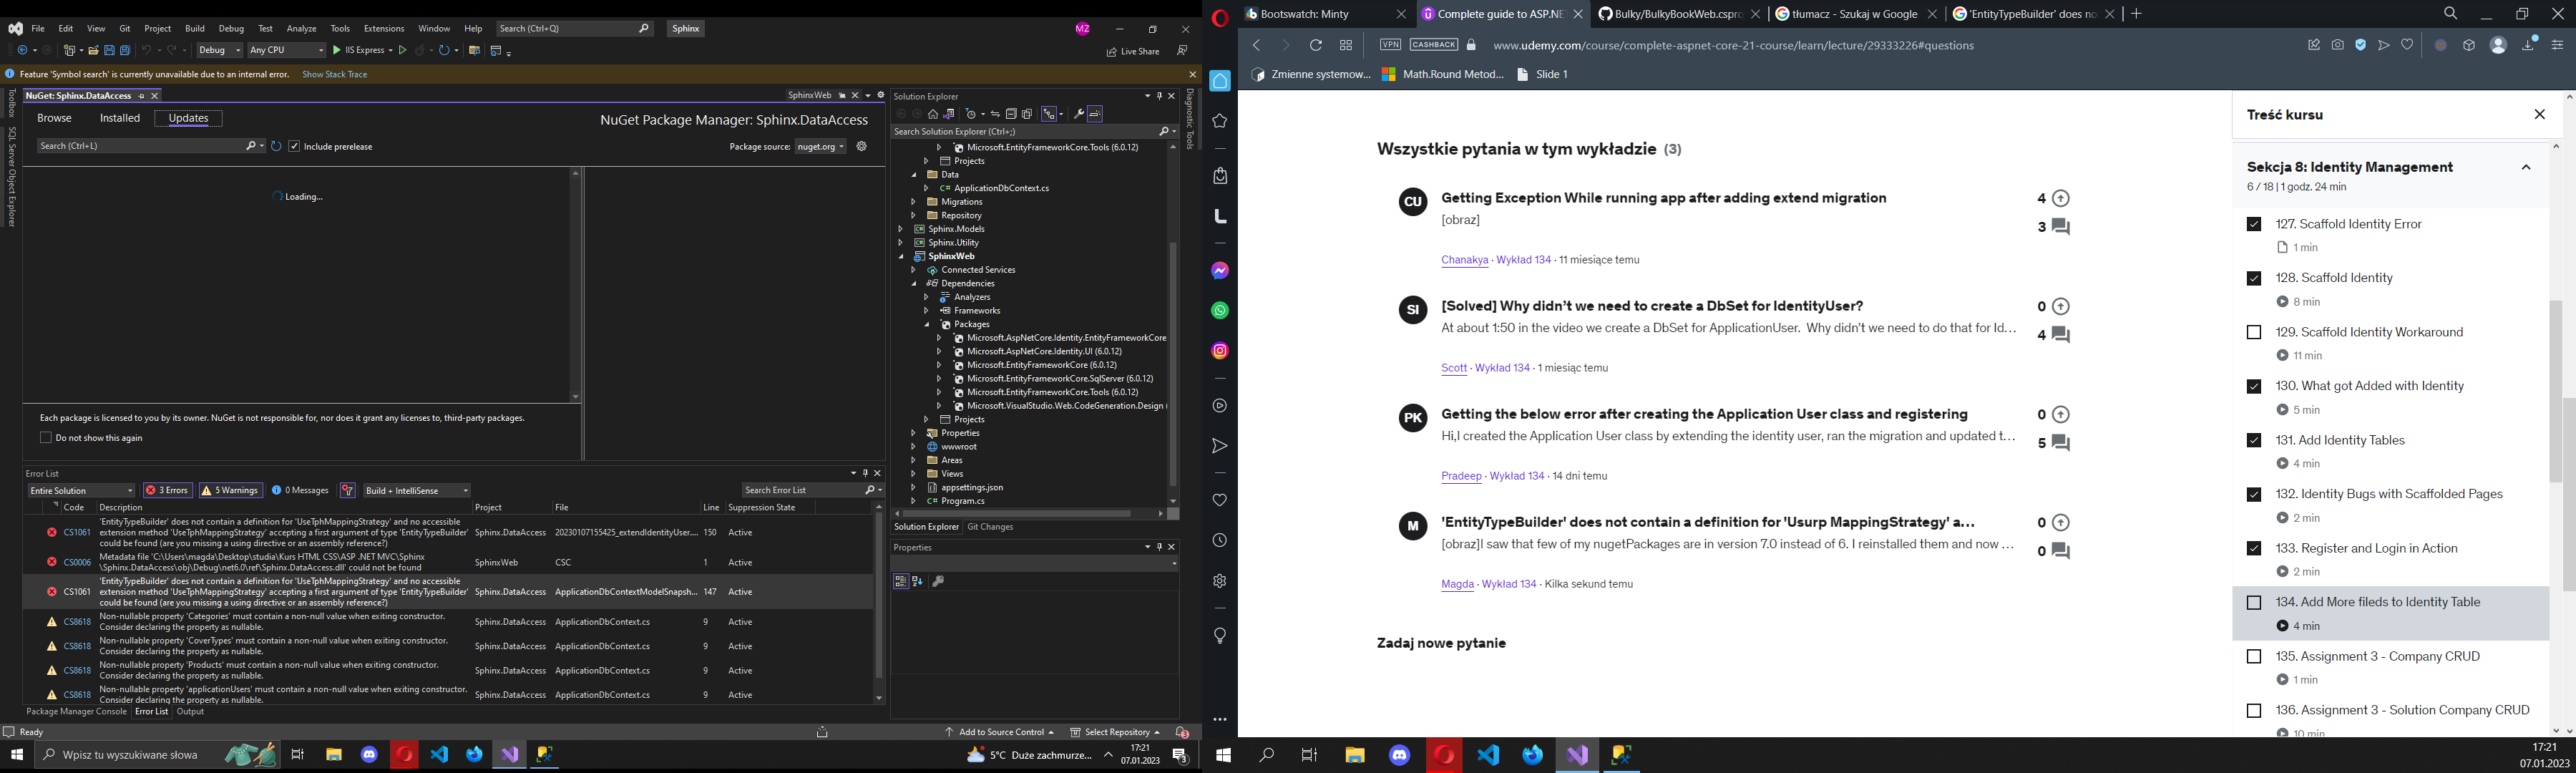 File Edit View Git Project Build Debug Test Analyze Tools Extensions Window Help Search (Ctrl+Q) Sphinx MZ
Debug Any CPU IIS Express Live Share
Feature 'Symbol search' is currently unavailable due to an internal error. Show Stack Trace
Toolbox
SQL Server Object Explorer
NuGet: Sphinx.DataAccess SphinxWeb
Browse Installed Updates NuGet Package Manager: Sphinx.DataAccess
Search (Ctrl+L) Include prerelease Package source: nuget.org
Loading...
Each package is licensed to you by its owner. NuGet is not responsible for, nor does it grant any licenses to, third-party packages.
Do not show this again
Error List
Entire Solution 3 Errors 5 Warnings 0 Messages Build + IntelliSense Search Error List
Code Description Project File Line Suppression State
CS1061 'EntityTypeBuilder' does not contain a definition for 'UseTphMappingStrategy' and no accessible
extension method 'UseTphMappingStrategy' accepting a first argument of type 'EntityTypeBuilder' Sphinx.DataAccess 20230107155425_extendIdentityUser.... 150 Active
could be found (are you missing a using directive or an assembly reference?)
CS0006 Metadata file 'C:\Users\magda\Desktop\studia\Kurs HTML CSS\ASP .NET MVC\Sphinx
\Sphinx.DataAccess\obj\Debug\net6.0\ref\Sphinx.DataAccess.dll' could not be found SphinxWeb CSC 1 Active
CS1061 'EntityTypeBuilder' does not contain a definition for 'UseTphMappingStrategy' and no accessible
extension method 'UseTphMappingStrategy' accepting a first argument of type 'EntityTypeBuilder' Sphinx.DataAccess ApplicationDbContextModelSnapsh... 147 Active
could be found (are you missing a using directive or an assembly reference?)
CS8618 Non-nullable property 'Categories' must contain a non-null value when exiting constructor.
Consider declaring the property as nullable. Sphinx.DataAccess ApplicationDbContext.cs 9 Active
CS8618 Non-nullable property 'CoverTypes' must contain a non-null value when exiting constructor.
Consider declaring the property as nullable. Sphinx.DataAccess ApplicationDbContext.cs 9 Active
CS8618 Non-nullable property 'Products' must contain a non-null value when exiting constructor.
Consider declaring the property as nullable. Sphinx.DataAccess ApplicationDbContext.cs 9 Active
CS8618 Non-nullable property 'applicationUsers' must contain a non-null value when exiting constructor.
Consider declaring the property as nullable. Sphinx.DataAccess ApplicationDbContext.cs 9 Active
Package Manager Console Error List Output
Solution Explorer
Search Solution Explorer (Ctrl+;)
Microsoft.EntityFrameworkCore.Tools (6.0.12)
Projects
Data
C# ApplicationDbContext.cs
Migrations
Repository
Sphinx.Models
Sphinx.Utility
SphinxWeb
Connected Services
Dependencies
Analyzers
Frameworks
Packages
Microsoft.AspNetCore.Identity.EntityFrameworkCore
Microsoft.AspNetCore.Identity.UI (6.0.12)
Microsoft.EntityFrameworkCore (6.0.12)
Microsoft.EntityFrameworkCore.SqlServer (6.0.12)
Microsoft.EntityFrameworkCore.Tools (6.0.12)
Microsoft.VisualStudio.Web.CodeGeneration.Design (
Projects
Properties
wwwroot
Areas
Views
appsettings.json
C# Program.cs
Solution Explorer Git Changes
Properties
Diagnostic Tools
Ready Add to Source Control Select Repository
Wpisz tu wyszukiwane słowa 5°C Duże zachmurze... 17:21
07.01.2023
Bootswatch: Minty Complete guide to ASP.NE Bulky/BulkyBookWeb.cspro tłumacz - Szukaj w Google 'EntityTypeBuilder' does no
VPN CASHBACK www.udemy.com/course/complete-aspnet-core-21-course/learn/lecture/29333226#questions
Zmienne systemow... Math.Round Metod... Slide 1
Wszystkie pytania w tym wykładzie (3)
CU Getting Exception While running app after adding extend migration 4
[obraz] 3
Chanakya · Wykład 134 · 11 miesiące temu
SI [Solved] Why didn't we need to create a DbSet for IdentityUser? 0
At about 1:50 in the video we create a DbSet for ApplicationUser. Why didn't we need to do that for Id... 4
Scott · Wykład 134 · 1 miesiąc temu
PK Getting the below error after creating the Application User class and registering 0
Hi,I created the Application User class by extending the identity user, ran the migration and updated t... 5
Pradeep · Wykład 134 · 14 dni temu
M 'EntityTypeBuilder' does not contain a definition for 'Usurp MappingStrategy' a... 0
[obraz]I saw that few of my nugetPackages are in version 7.0 instead of 6. I reinstalled them and now ... 0
Magda · Wykład 134 · Kilka sekund temu
Zadaj nowe pytanie
Treść kursu
Sekcja 8: Identity Management
6 / 18 | 1 godz. 24 min
127. Scaffold Identity Error
1 min
128. Scaffold Identity
8 min
129. Scaffold Identity Workaround
11 min
130. What got Added with Identity
5 min
131. Add Identity Tables
4 min
132. Identity Bugs with Scaffolded Pages
2 min
133. Register and Login in Action
2 min
134. Add More fileds to Identity Table
4 min
135. Assignment 3 - Company CRUD
1 min
136. Assignment 3 - Solution Company CRUD
10 min
17:21
07.01.2023